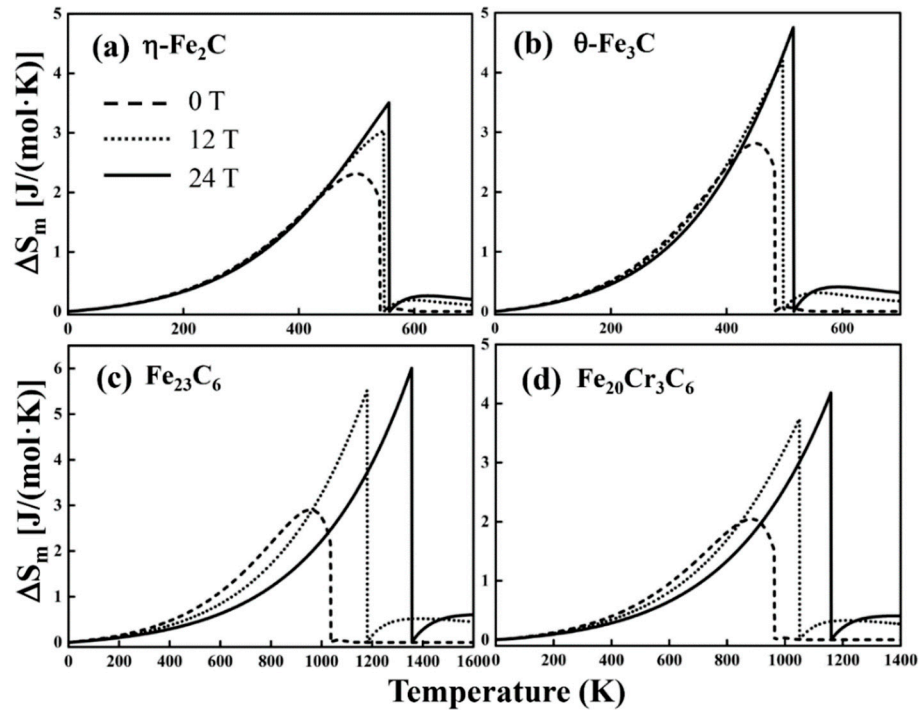 (a) η-Fe₂C
0 T
12 T
24 T
ΔSₘ [J/(mol·K)]
5
4
3
2
1
0
0 200 400 600
(b) θ-Fe₃C
5
4
3
2
1
0
0 200 400 600
(c) Fe₂₃C₆
ΔSₘ [J/(mol·K)]
6
5
4
3
2
1
0
0 200 400 600 800 1000 1200 1400 1600
(d) Fe₂₀Cr₃C₆
5
4
3
2
1
0
0 200 400 600 800 1000 1200 1400
Temperature (K)